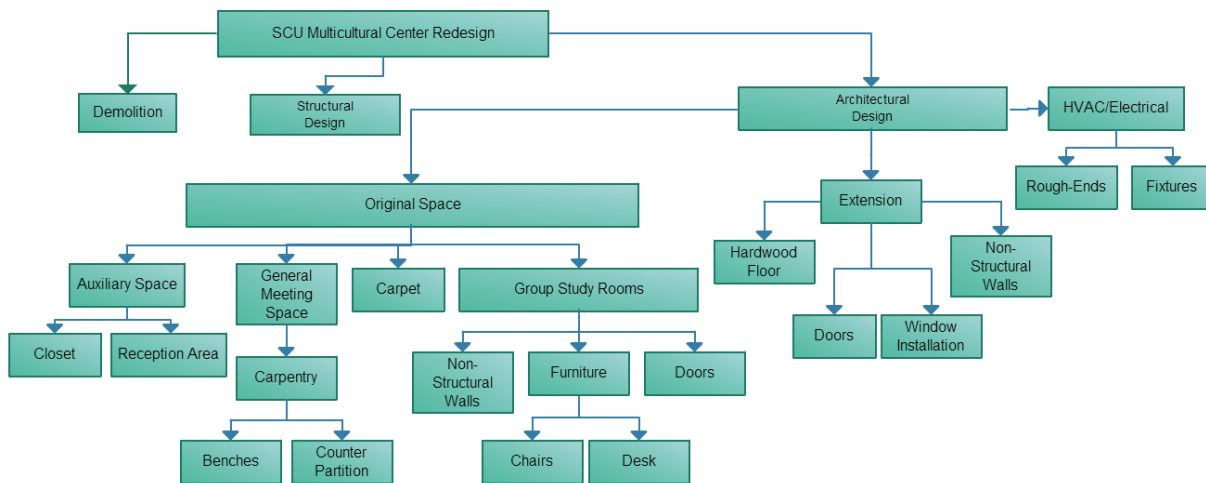 SCU Multicultural Center Redesign
Demolition
Structural
Design
Architectural
Design
HVAC/Electrical
Rough-Ends
Fixtures
Original Space
Extension
Hardwood
Floor
Non-
Structural
Walls
Doors
Window
Installation
Auxiliary Space
General
Meeting
Space
Carpet
Group Study Rooms
Closet
Reception Area
Carpentry
Non-
Structural
Walls
Furniture
Doors
Benches
Counter
Partition
Chairs
Desk